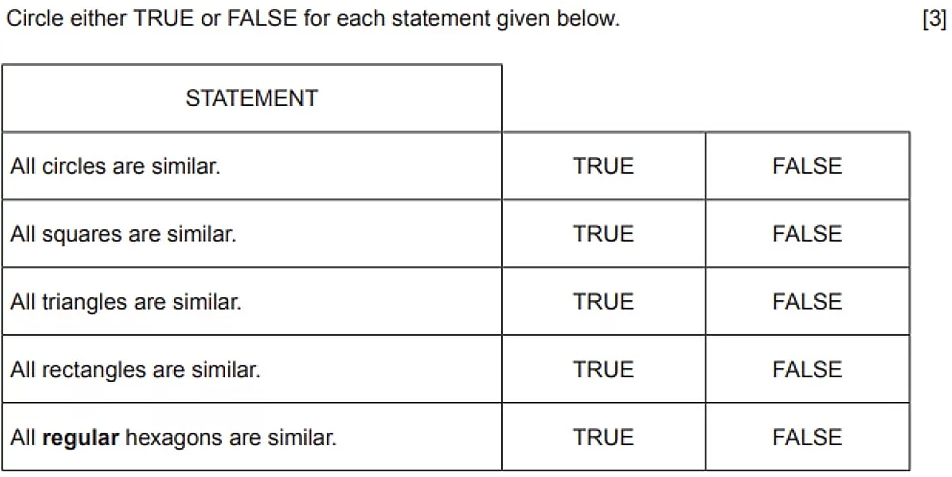 Circle either TRUE or FALSE for each statement given below. [3]
STATEMENT
All circles are similar. TRUE FALSE
All squares are similar. TRUE FALSE
All triangles are similar. TRUE FALSE
All rectangles are similar. TRUE FALSE
All regular hexagons are similar. TRUE FALSE